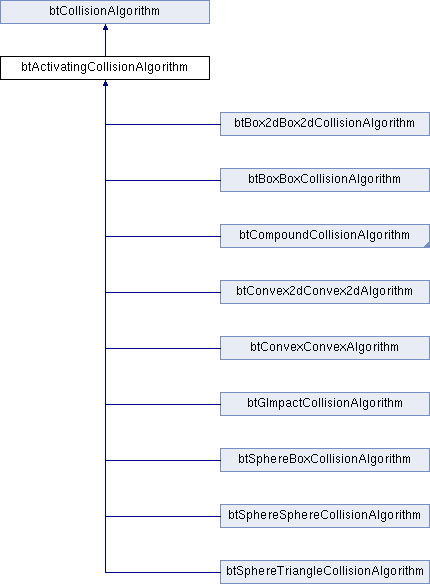 btCollisionAlgorithm
btActivatingCollisionAlgorithm
btBox2dBox2dCollisionAlgorithm
btBoxBoxCollisionAlgorithm
btCompoundCollisionAlgorithm
btConvex2dConvex2dAlgorithm
btConvexConvexAlgorithm
btGImpactCollisionAlgorithm
btSphereBoxCollisionAlgorithm
btSphereSphereCollisionAlgorithm
btSphereTriangleCollisionAlgorithm